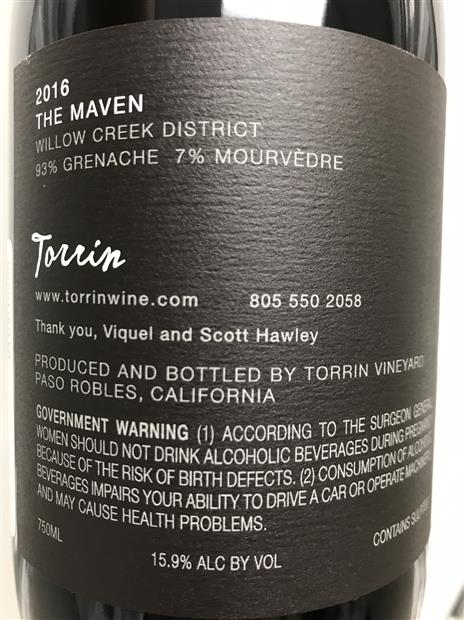 2016
THE MAVEN
WILLOW CREEK DISTRICT
93% GRENACHE 7% MOURVÈDRE
Torrin
www.torrinwine.com 805 550 2058
Thank you, Viquel and Scott Hawley
PRODUCED AND BOTTLED BY TORRIN VINEYARD
PASO ROBLES, CALIFORNIA
GOVERNMENT WARNING (1) ACCORDING TO THE SURGEON GENERAL
WOMEN SHOULD NOT DRINK ALCOHOLIC BEVERAGES DURING
BECAUSE OF THE RISK OF BIRTH DEFECTS. (2) CONSUMPTION OF
BEVERAGES IMPAIRS YOUR ABILITY TO DRIVE A CAR OR OPERATE
AND MAY CAUSE HEALTH PROBLEMS.
750ML 15.9% ALC BY VOL CONTAINS